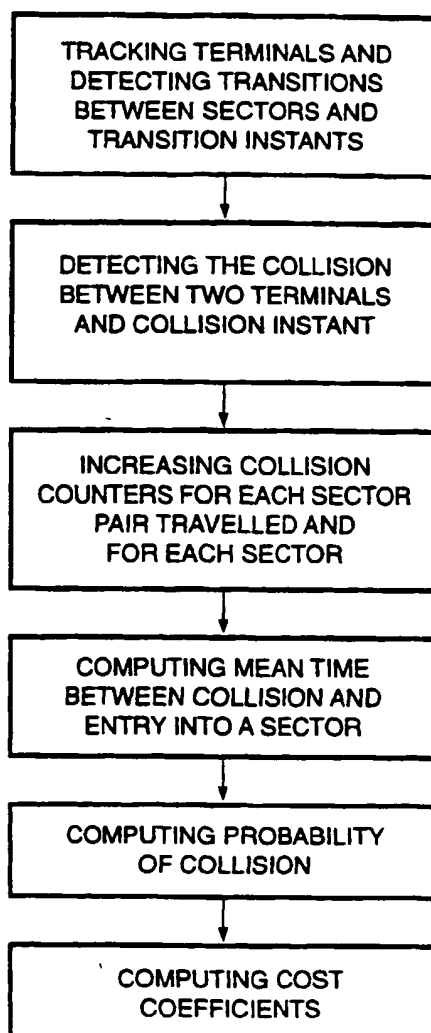 TRACKING TERMINALS AND
DETECTING TRANSITIONS
BETWEEN SECTORS AND
TRANSITION INSTANTS
DETECTING THE COLLISION
BETWEEN TWO TERMINALS
AND COLLISION INSTANT
INCREASING COLLISION
COUNTERS FOR EACH SECTOR
PAIR TRAVELLED AND
FOR EACH SECTOR
COMPUTING MEAN TIME
BETWEEN COLLISION AND
ENTRY INTO A SECTOR
COMPUTING PROBABILITY
OF COLLISION
COMPUTING COST
COEFFICIENTS